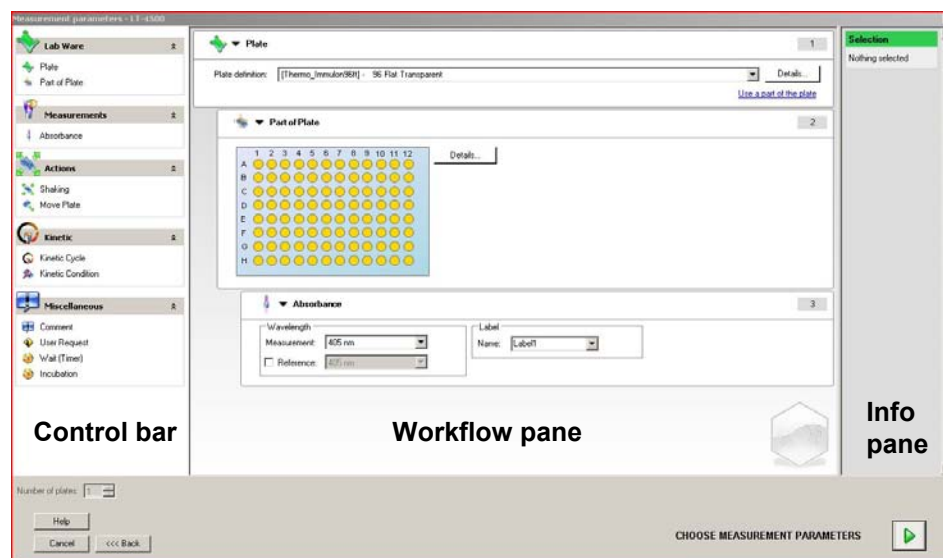 Measurement parameters - LT-4500
Lab Ware
Plate
Part of Plate
Measurements
Absorbance
Actions
Shaking
Move Plate
Kinetic
Kinetic Cycle
Kinetic Condition
Miscellaneous
Comment
User Request
Wait (Timer)
Incubation
Control bar
Plate 1
Plate definition: [Thermo_Immulon96ft] - 96 Flat Transparent Details...
Use a part of the plate
Part of Plate 2
1 2 3 4 5 6 7 8 9 10 11 12 Details...
A
B
C
D
E
F
G
H
Absorbance 3
Wavelength
Measurement: 405 nm
Reference: 405 nm
Label
Name: Label1
Workflow pane
Selection
Nothing selected
Info
pane
Number of plates: 1
Help
Cancel <<< Back
CHOOSE MEASUREMENT PARAMETERS